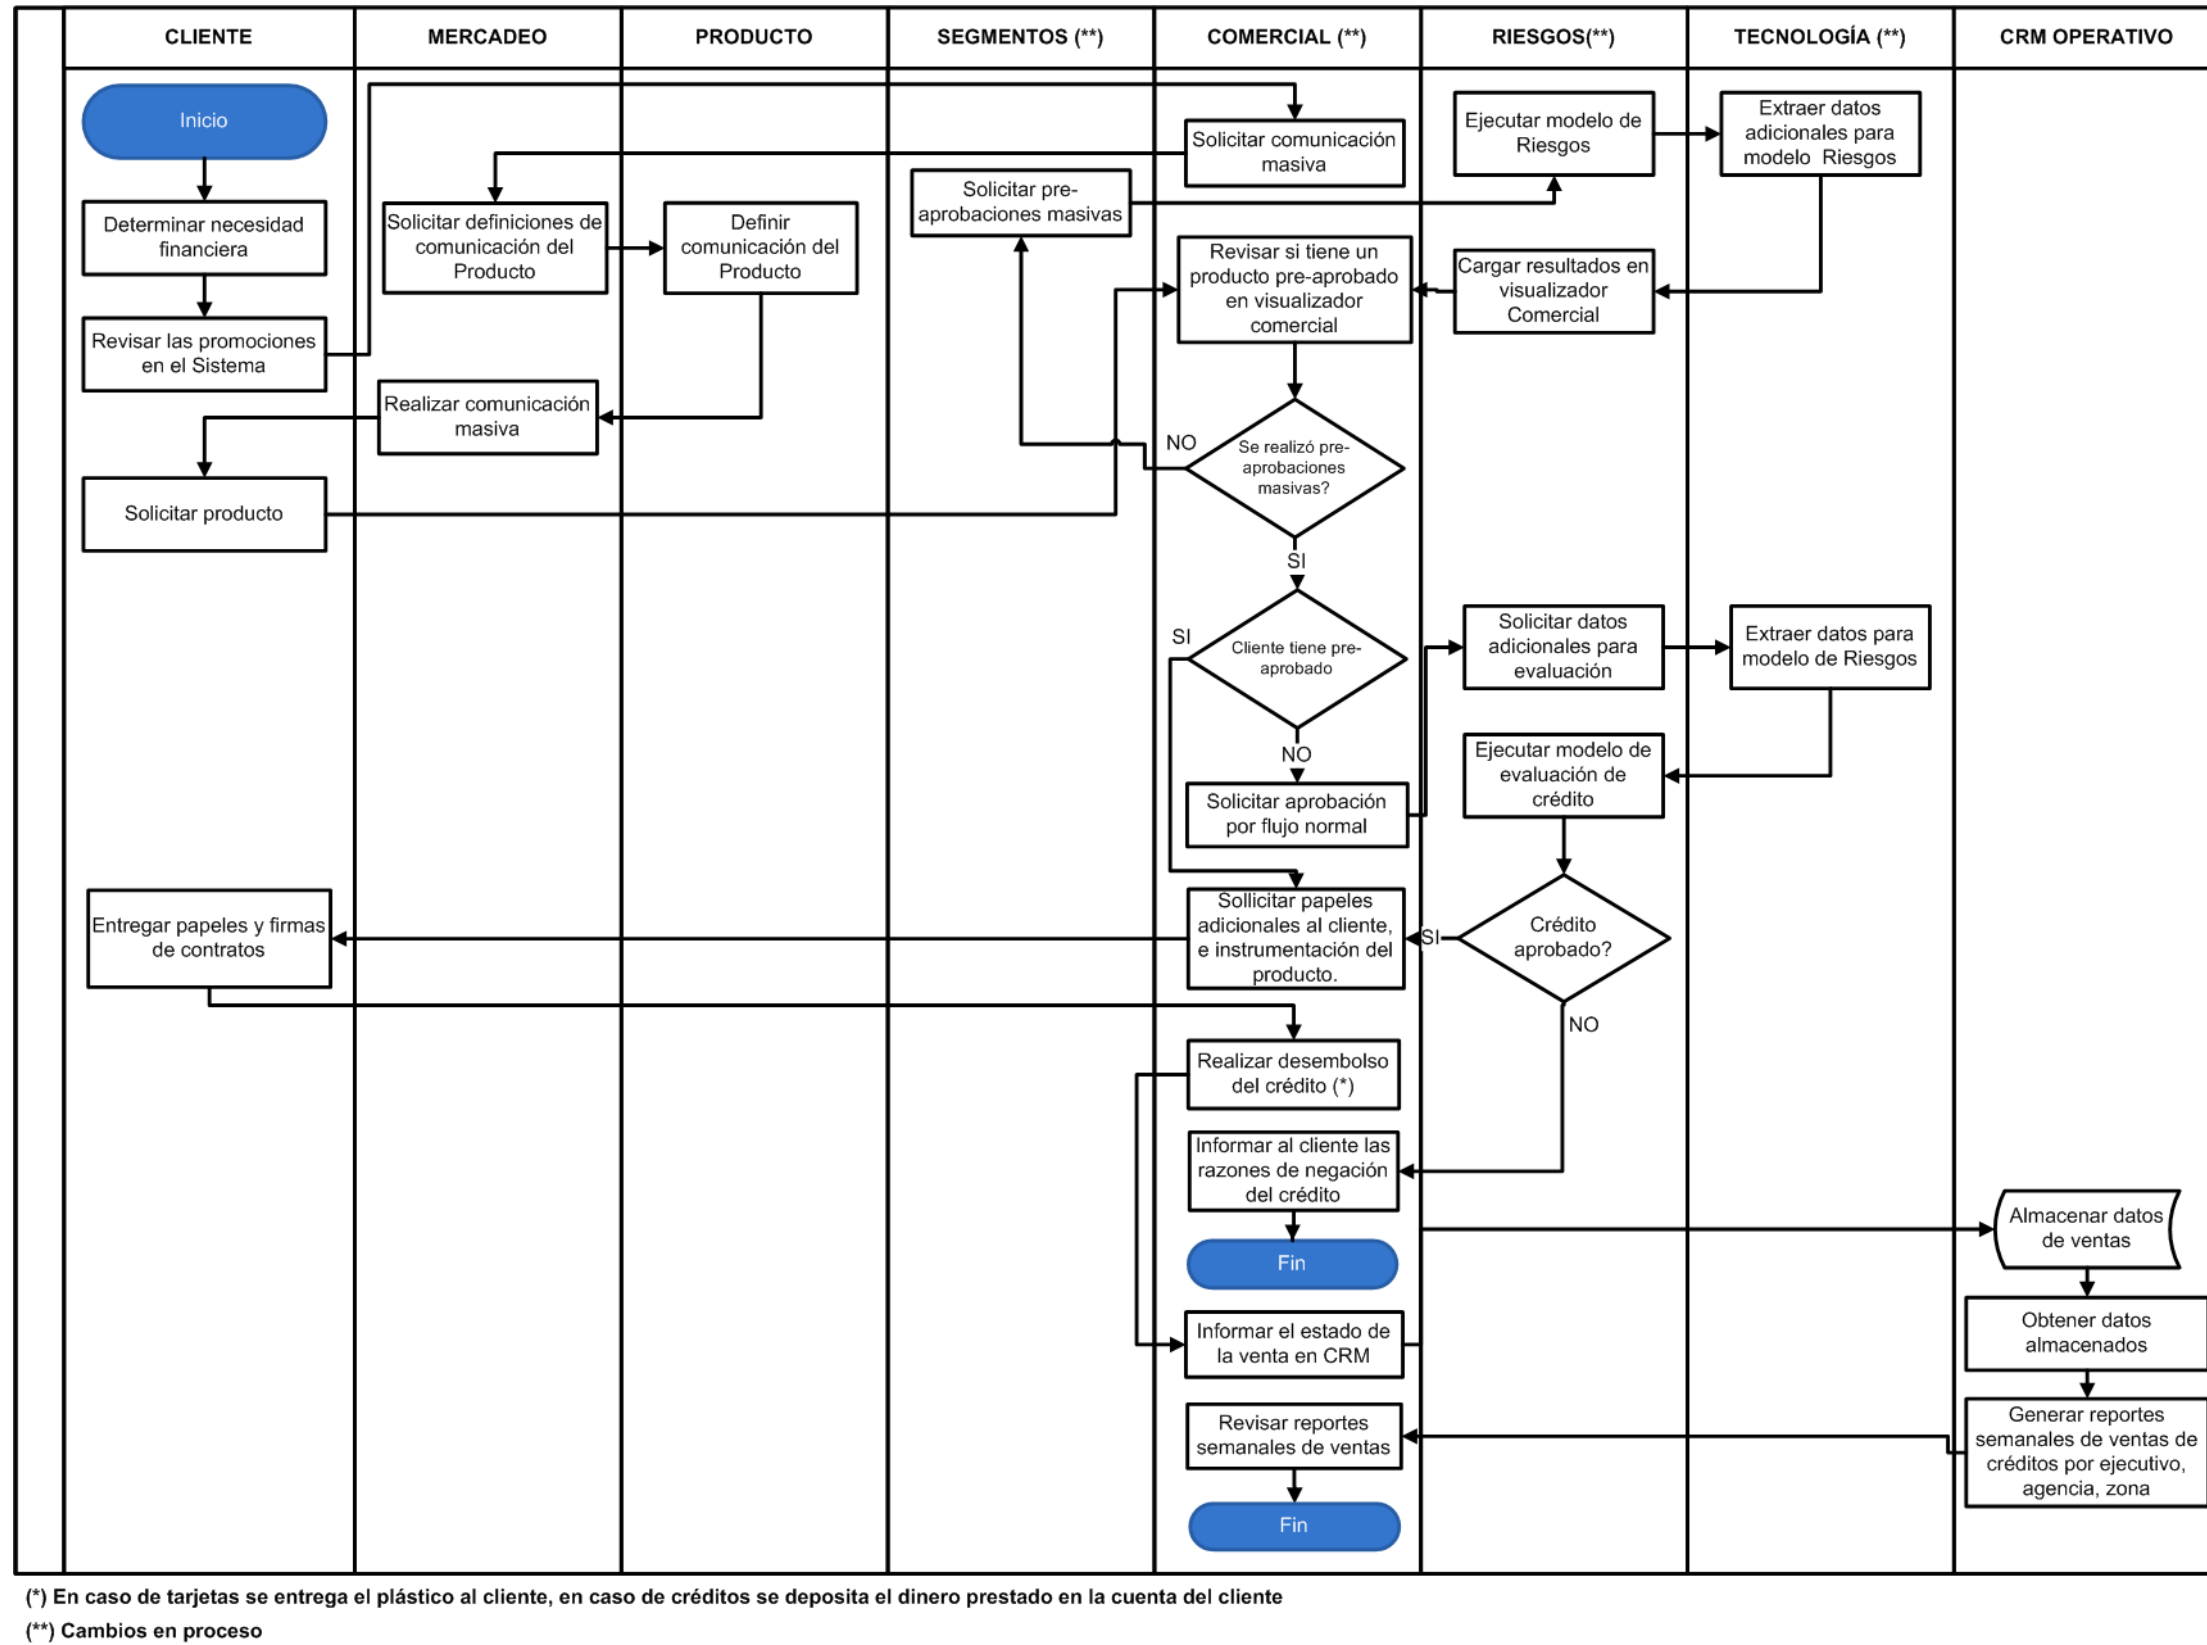 CLIENTE
MERCADEO
PRODUCTO
SEGMENTOS (**)
COMERCIAL (**)
RIESGOS(**)
TECNOLOGÍA (**)
CRM OPERATIVO
Inicio
Determinar necesidad
financiera
Revisar las promociones
en el Sistema
Solicitar comunicación
masiva
Solicitar definiciones de
comunicación del
Producto
Definir
comunicación del
Producto
Realizar comunicación
masiva
Solicitar producto
Solicitar pre-
aprobaciones masivas
Ejecutar modelo de
Riesgos
Extraer datos
adicionales para
modelo Riesgos
Cargar resultados en
visualizador
Comercial
Revisar si tiene un
producto pre-aprobado
en visualizador
comercial
NO
Se realizó pre-
aprobaciones
masivas?
SI
SI
Cliente tiene pre-
aprobado
NO
Solicitar aprobación
por flujo normal
Solicitar datos
adicionales para
evaluación
Extraer datos para
modelo de Riesgos
Ejecutar modelo de
evaluación de
crédito
Crédito
aprobado?
SI
NO
Sollicitar papeles
adicionales al cliente,
e instrumentación del
producto.
Entregar papeles y firmas
de contratos
Realizar desembolso
del crédito (*)
Informar al cliente las
razones de negación
del crédito
Fin
Informar el estado de
la venta en CRM
Almacenar datos
de ventas
Obtener datos
almacenados
Generar reportes
semanales de ventas de
créditos por ejecutivo,
agencia, zona
Revisar reportes
semanales de ventas
Fin
(*) En caso de tarjetas se entrega el plástico al cliente, en caso de créditos se deposita el dinero prestado en la cuenta del cliente
(**) Cambios en proceso